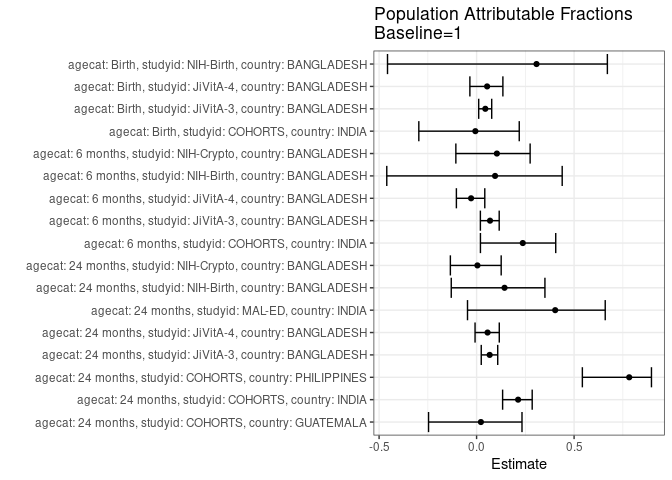 Population Attributable Fractions
Baseline=1
agecat: Birth, studyid: NIH-Birth, country: BANGLADESH
agecat: Birth, studyid: JiVitA-4, country: BANGLADESH
agecat: Birth, studyid: JiVitA-3, country: BANGLADESH
agecat: Birth, studyid: COHORTS, country: INDIA
agecat: 6 months, studyid: NIH-Crypto, country: BANGLADESH
agecat: 6 months, studyid: NIH-Birth, country: BANGLADESH
agecat: 6 months, studyid: JiVitA-4, country: BANGLADESH
agecat: 6 months, studyid: JiVitA-3, country: BANGLADESH
agecat: 6 months, studyid: COHORTS, country: INDIA
agecat: 24 months, studyid: NIH-Crypto, country: BANGLADESH
agecat: 24 months, studyid: NIH-Birth, country: BANGLADESH
agecat: 24 months, studyid: MAL-ED, country: INDIA
agecat: 24 months, studyid: JiVitA-4, country: BANGLADESH
agecat: 24 months, studyid: JiVitA-3, country: BANGLADESH
agecat: 24 months, studyid: COHORTS, country: PHILIPPINES
agecat: 24 months, studyid: COHORTS, country: INDIA
agecat: 24 months, studyid: COHORTS, country: GUATEMALA
-0.5 0.0 0.5
Estimate